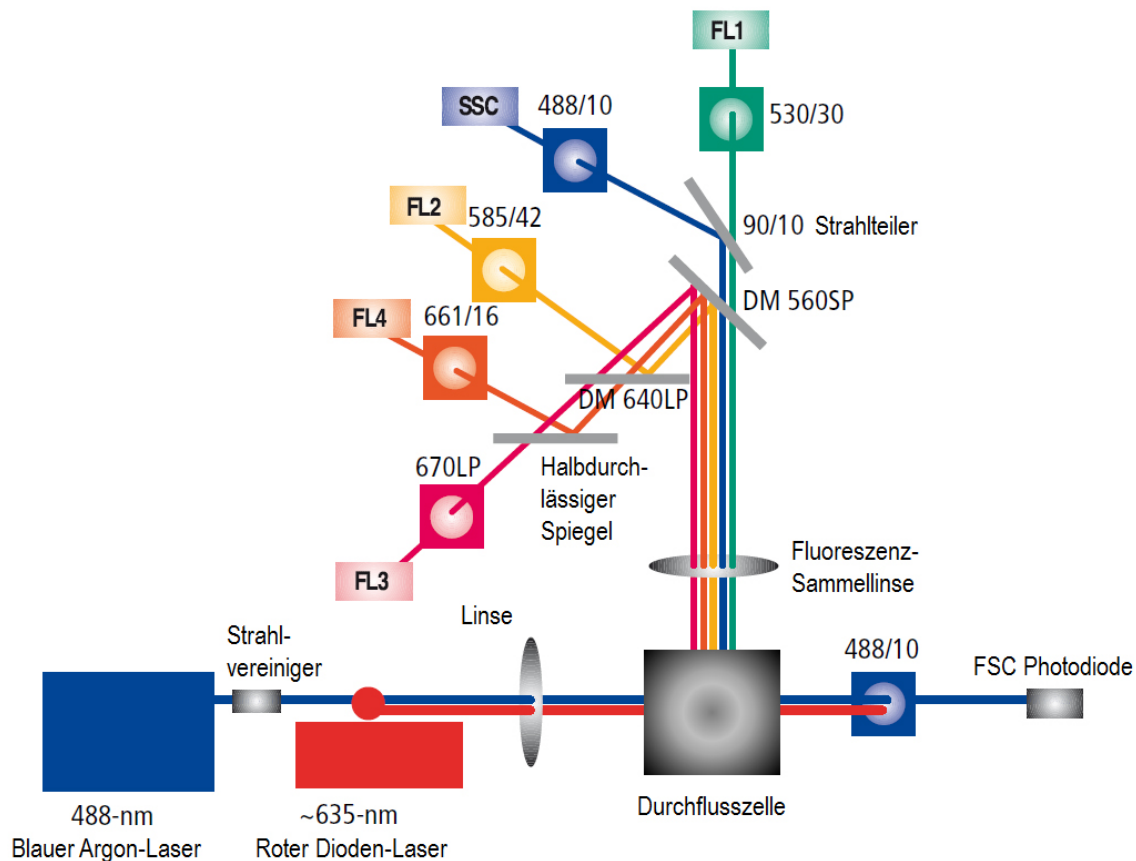 FL1
SSC
488/10
530/30
FL2
585/42
90/10 Strahlteiler
DM 560SP
FL4
661/16
DM 640LP
670LP
Halbdurch-
lässiger
Spiegel
FL3
Fluoreszenz-
Sammellinse
Linse
Strahl-
vereiniger
488/10
FSC Photodiode
Durchflusszelle
488-nm
Blauer Argon-Laser
~635-nm
Roter Dioden-Laser